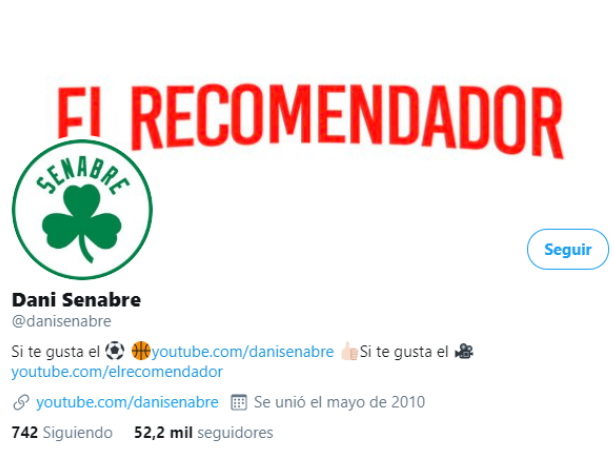 EL RECOMENDADOR
SENABRE
Seguir
Dani Senabre
@danisenabre
Si te gusta el ⚽ 🏀youtube.com/danisenabre 👍🏻Si te gusta el 🎥
youtube.com/elrecomendador
youtube.com/danisenabre Se unió el mayo de 2010
742 Siguiendo 52,2 mil seguidores